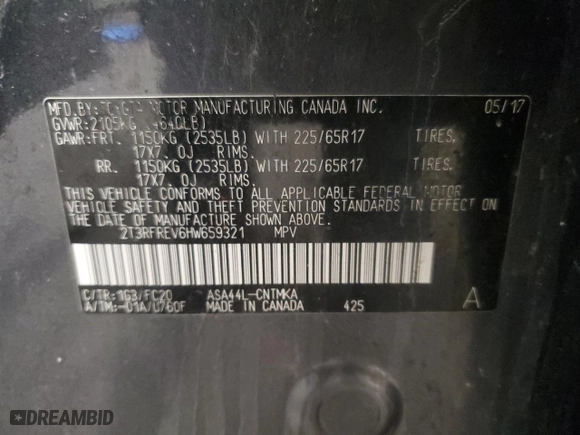 MFD.BY:TOYOTA MOTOR MANUFACTURING CANADA INC. 05/17
GVWR:2105KG 4640LB)
GAWR:FRT. 1150KG (2535LB) WITH 225/65R17 TIRES,
17X7.0J RIMS.
RR. 1150KG (2535LB) WITH 225/65R17 TIRES,
17X7.0J RIMS.
THIS VEHICLE CONFORMS TO ALL APPLICABLE FEDERAL MOTOR
VEHICLE SAFETY AND THEFT PREVENTION STANDARDS IN EFFECT ON
THE DATE OF MANUFACTURE SHOWN ABOVE.
2T3RFREV6HW659321 MPV
C/TR:1G3/FC20 ASA44L-CNTMKA A
A/TM:-01A/U760F MADE IN CANADA 425
DREAMBID